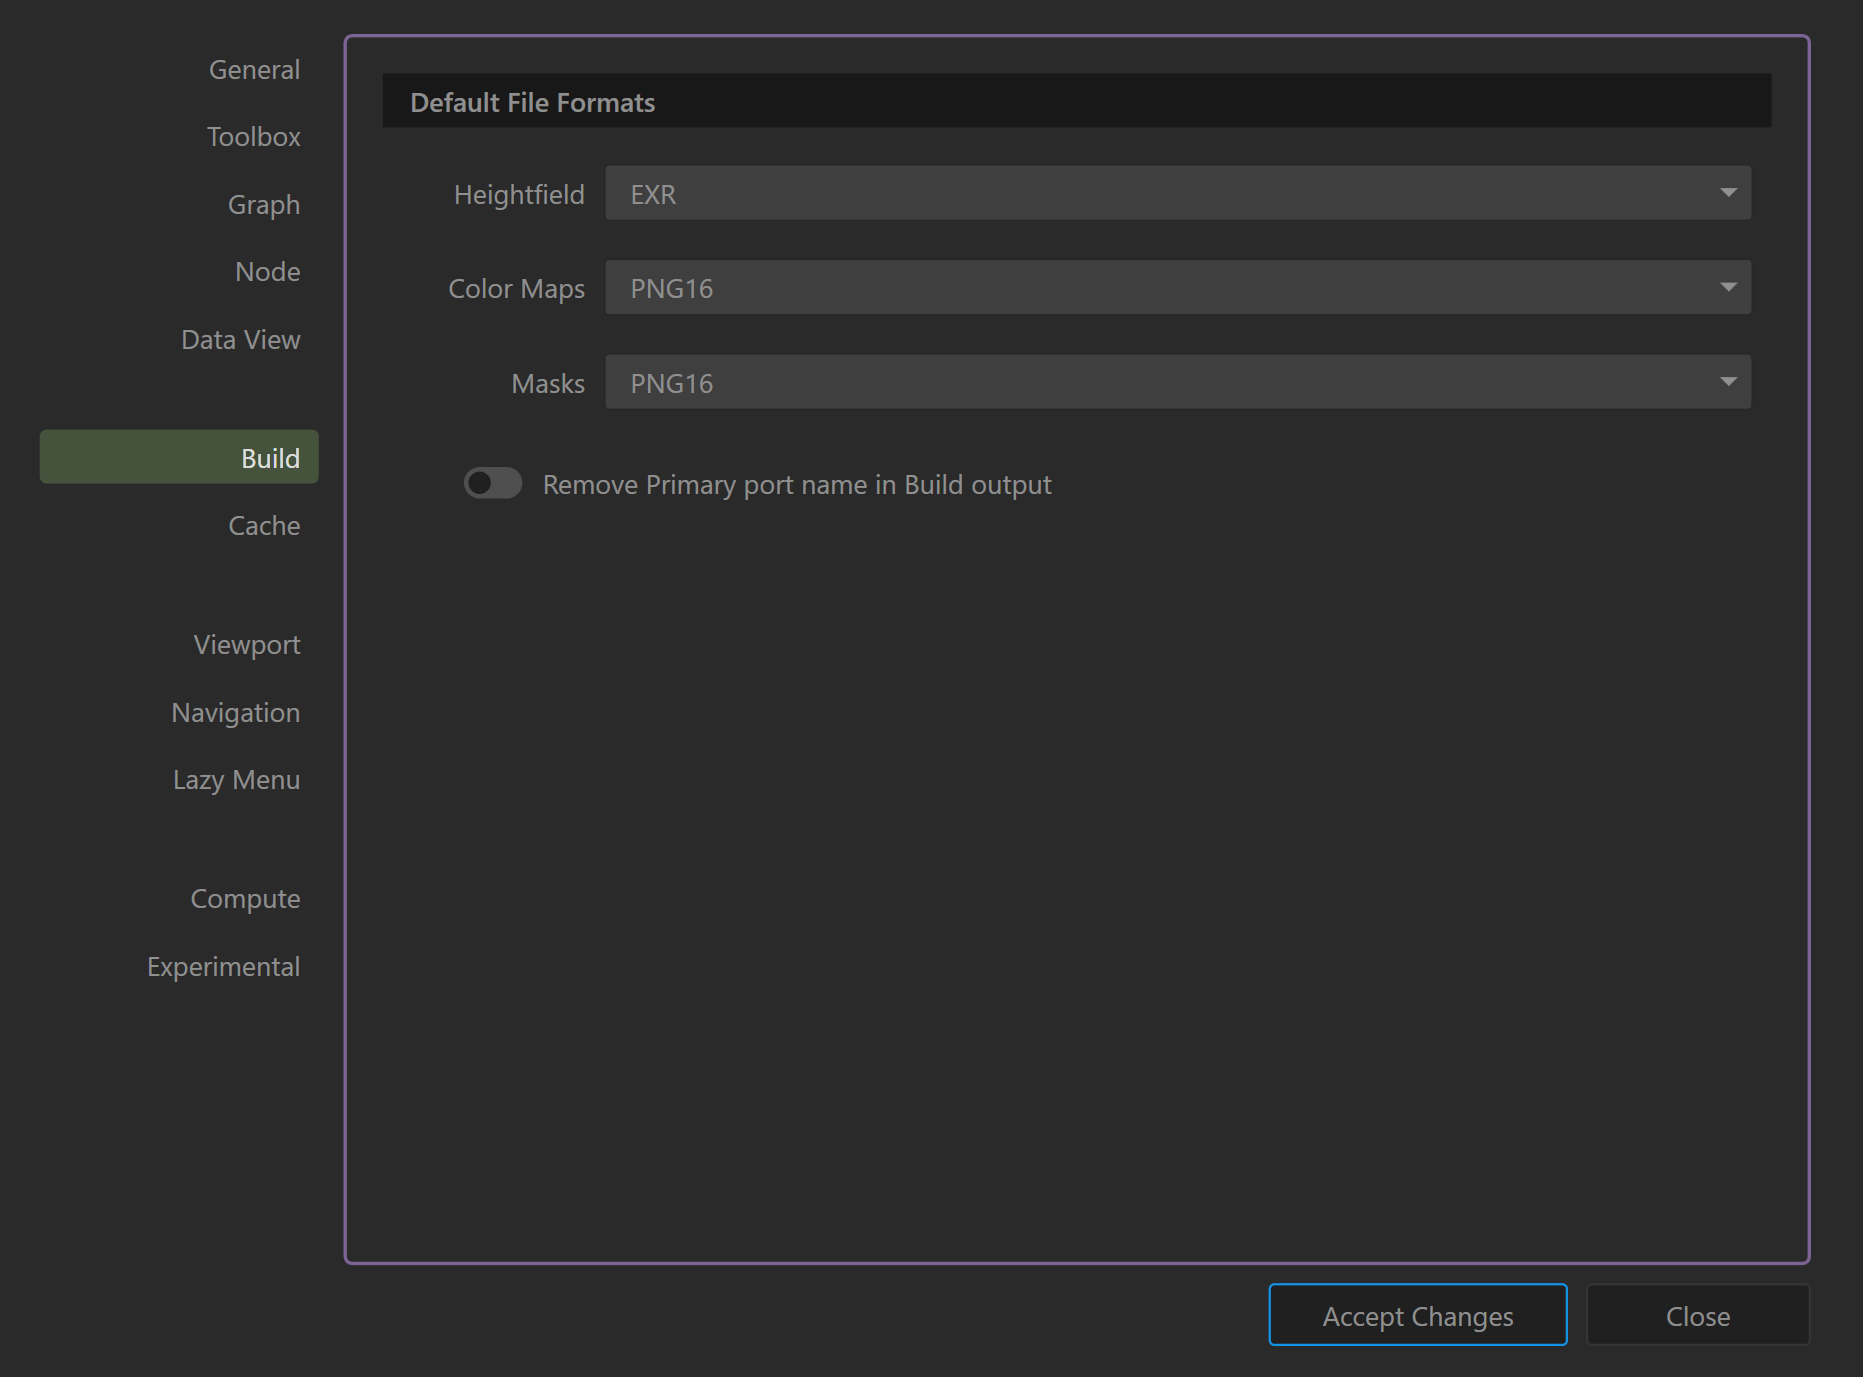 General
Toolbox
Graph
Node
Data View
Build
Cache
Viewport
Navigation
Lazy Menu
Compute
Experimental
Default File Formats
Heightfield EXR
Color Maps PNG16
Masks PNG16
Remove Primary port name in Build output
Accept Changes Close